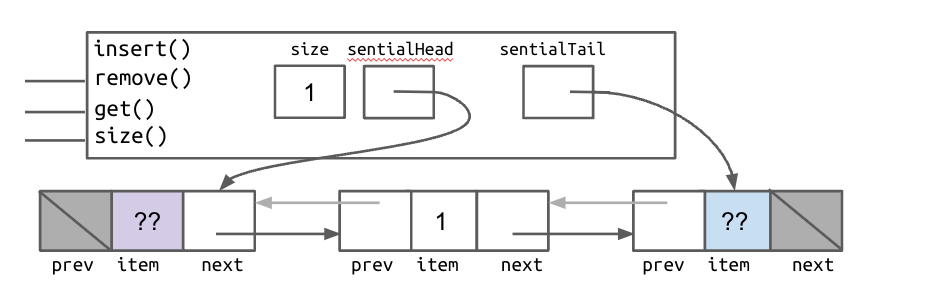 insert() size sentialHead sentialTail
remove() 1
get()
size()
?? 1 ??
prev item next prev item next prev item next